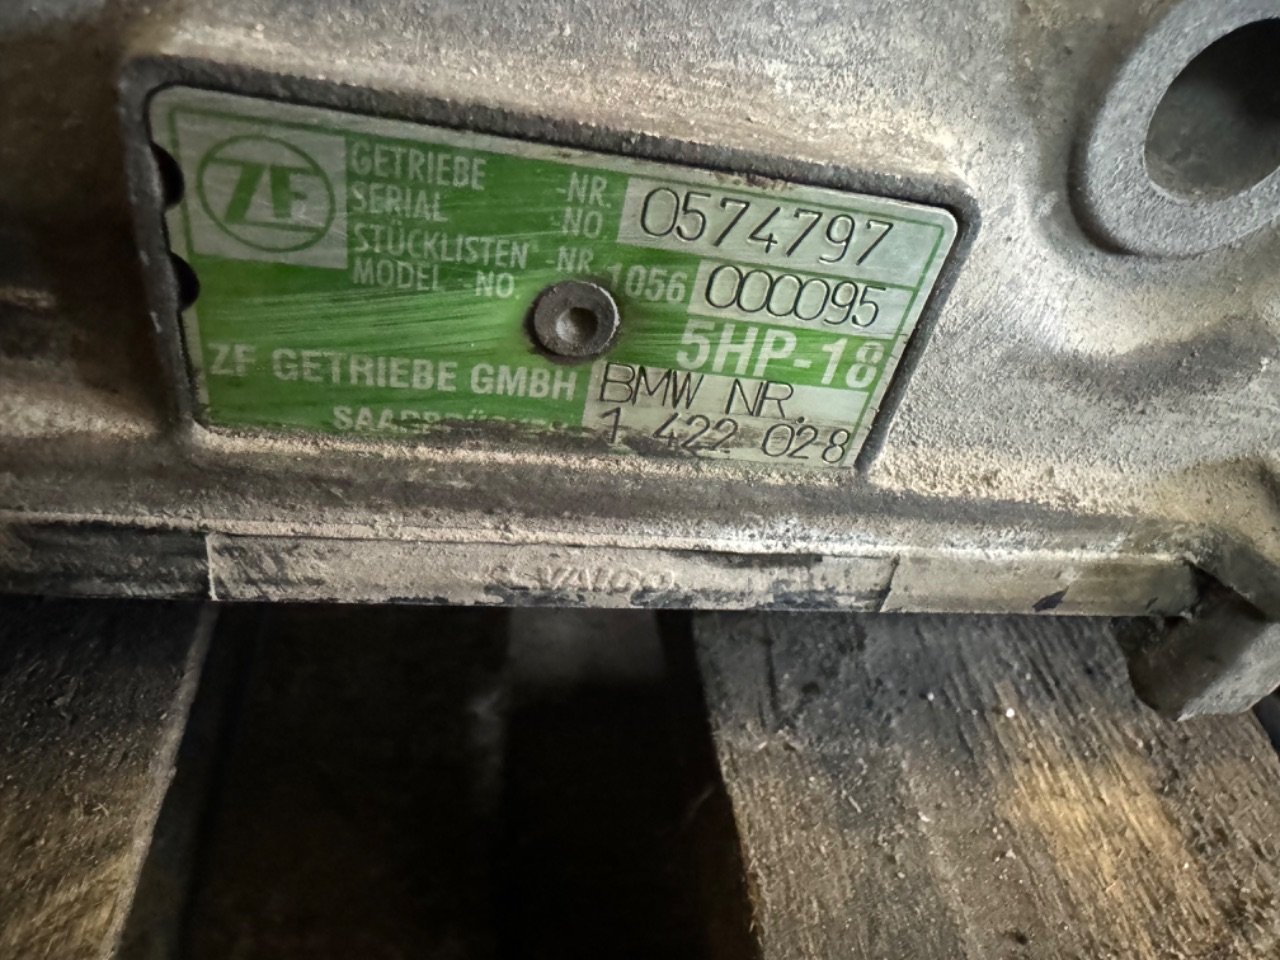 ZF
GETRIEBE -NR.
SERIAL -NO
0574797
STÜCKLISTEN -NR
MODEL -NO.
1056
000095
5HP-18
ZF GETRIEBE GMBH
BMW NR.
1 422 028